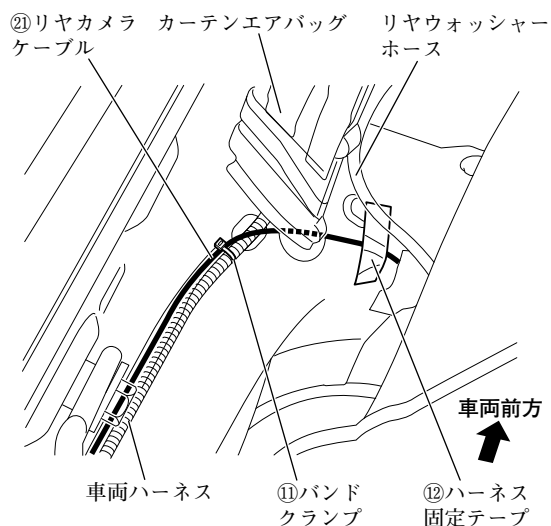 ㉑リヤカメラ
ケーブル
カーテンエアバッグ
リヤウォッシャー
ホース
車両前方
車両ハーネス
⑪バンド
クランプ
⑫ハーネス
固定テープ